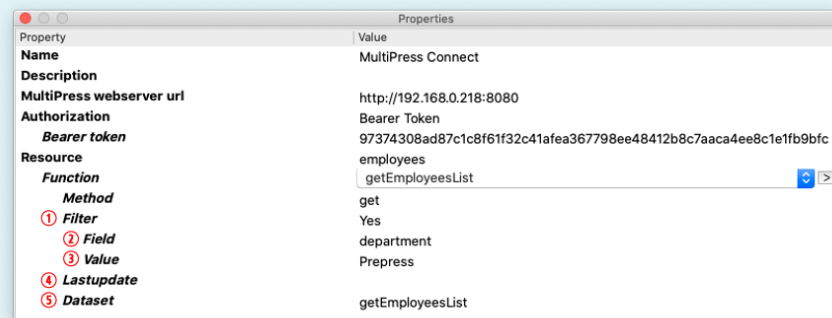 Properties
Property Value
Name MultiPress Connect
Description
MultiPress webserver url http://192.168.0.218:8080
Authorization Bearer Token
Bearer token 97374308ad87c1c8f61f32c41afea367798ee48412b8c7aaca4ee8c1e1fb9bfc
Resource employees
Function getEmployeesList >
Method get
① Filter Yes
② Field department
③ Value Prepress
④ Lastupdate
⑤ Dataset getEmployeesList